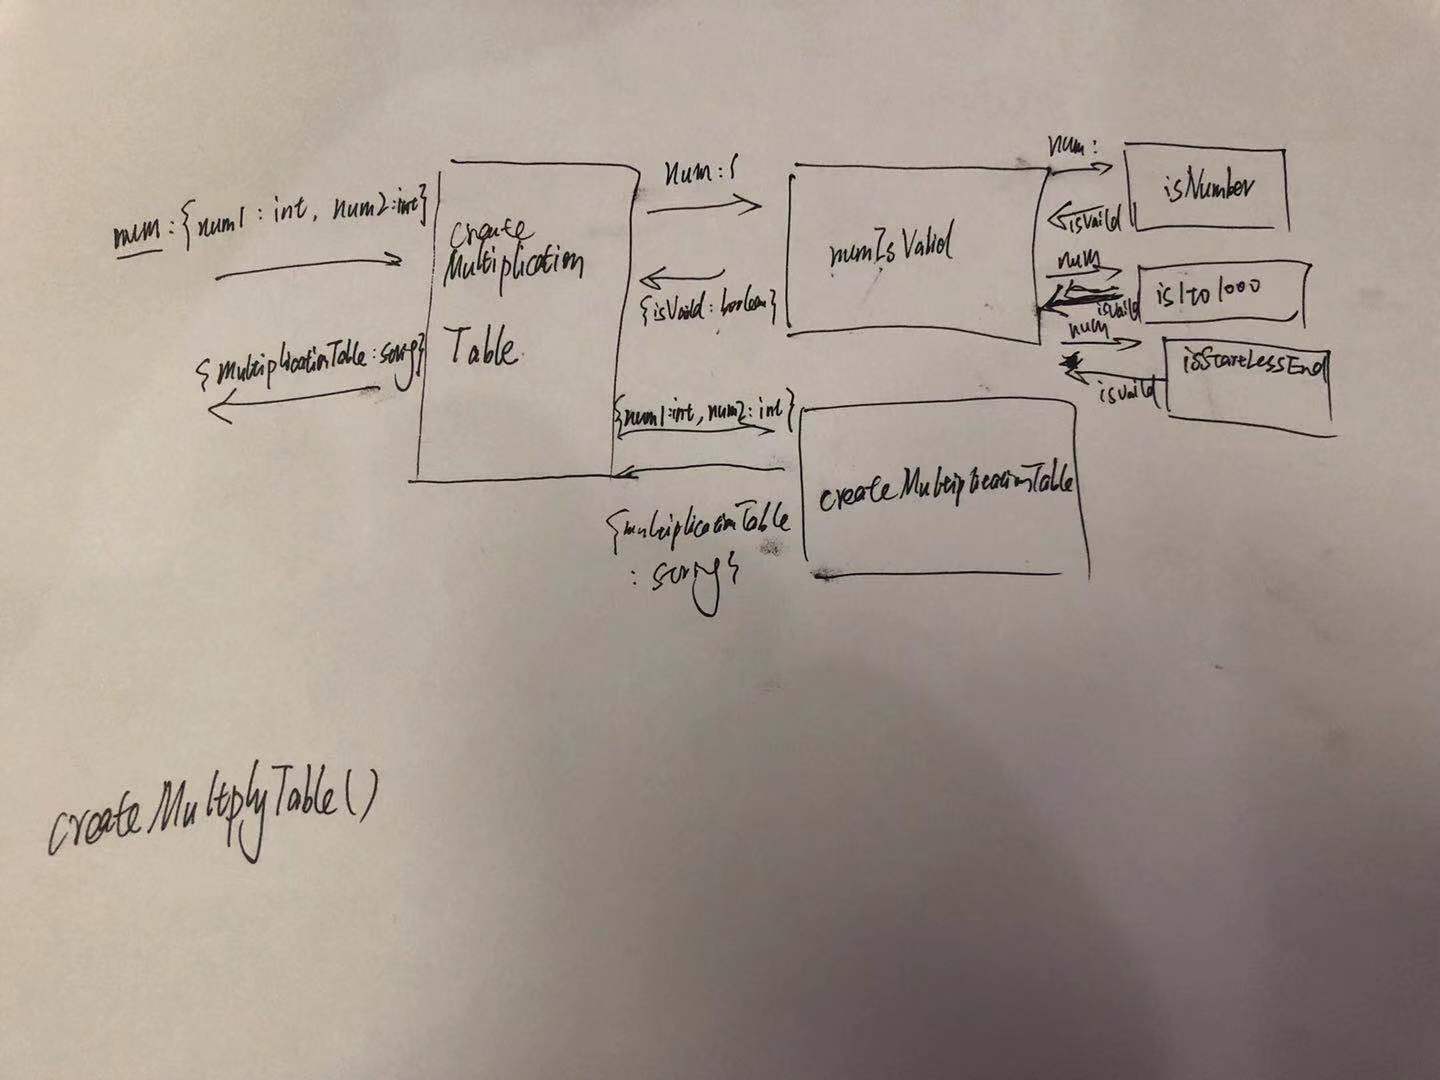 num : {num1 : int, num2 : int}
{multiplicationTable : string}
create
Multiplication
Table
num : {
{isVaild : boolean}
numIsValid
num :
isVaild
isNumber
num
isVaild
is1to1000
num
isVaild
isStartLessEnd
{num1:int, num2 : int}
{multiplicationTable
: string}
createMultiplicationTable
createMultplyTable()